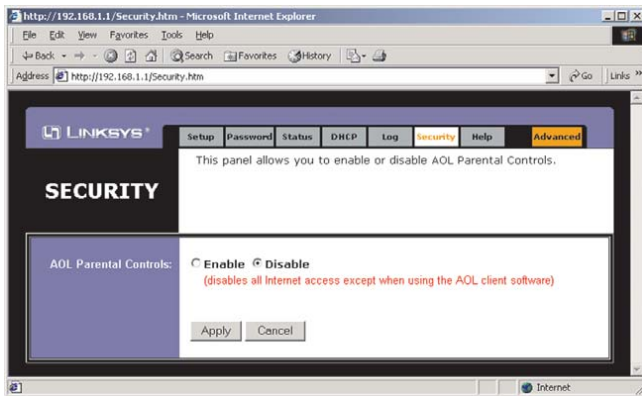 http://192.168.1.1/Security.htm - Microsoft Internet Explorer
File Edit View Favorites Tools Help
Back Search Favorites History
Address http://192.168.1.1/Security.htm Go Links »
LINKSYS® Setup Password Status DHCP Log Security Help Advanced
This panel allows you to enable or disable AOL Parental Controls.
SECURITY
AOL Parental Controls: Enable Disable
(disables all Internet access except when using the AOL client software)
Apply Cancel
Internet